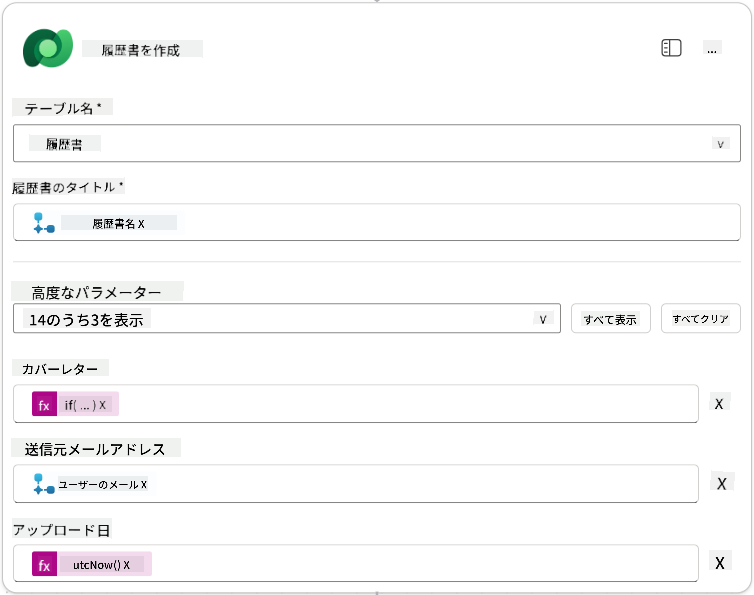 履歴書を作成
...
テーブル名 *
履歴書
v
履歴書のタイトル *
履歴書名 X
高度なパラメーター
14のうち3を表示
v
すべて表示
すべてクリア
カバーレター
fx if( ... ) X
X
送信元メールアドレス
ユーザーのメール X
X
アップロード日
fx utcNow() X
X